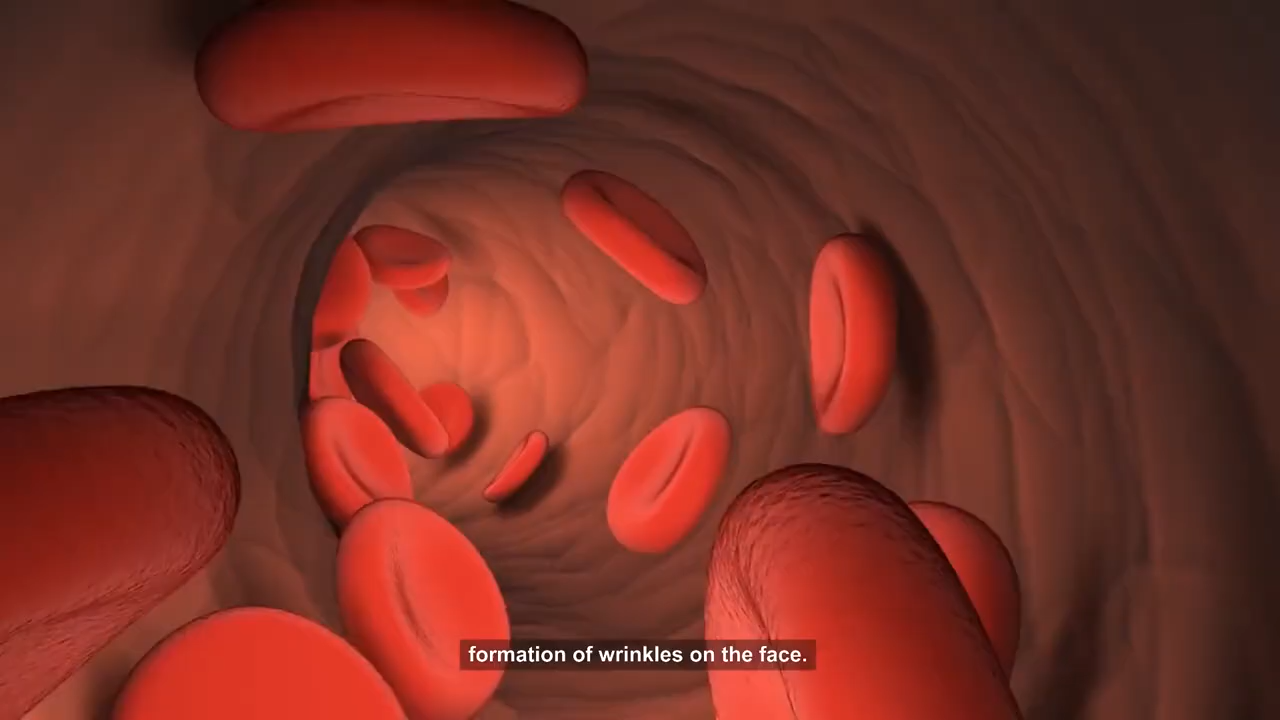 formation of wrinkles on the face.